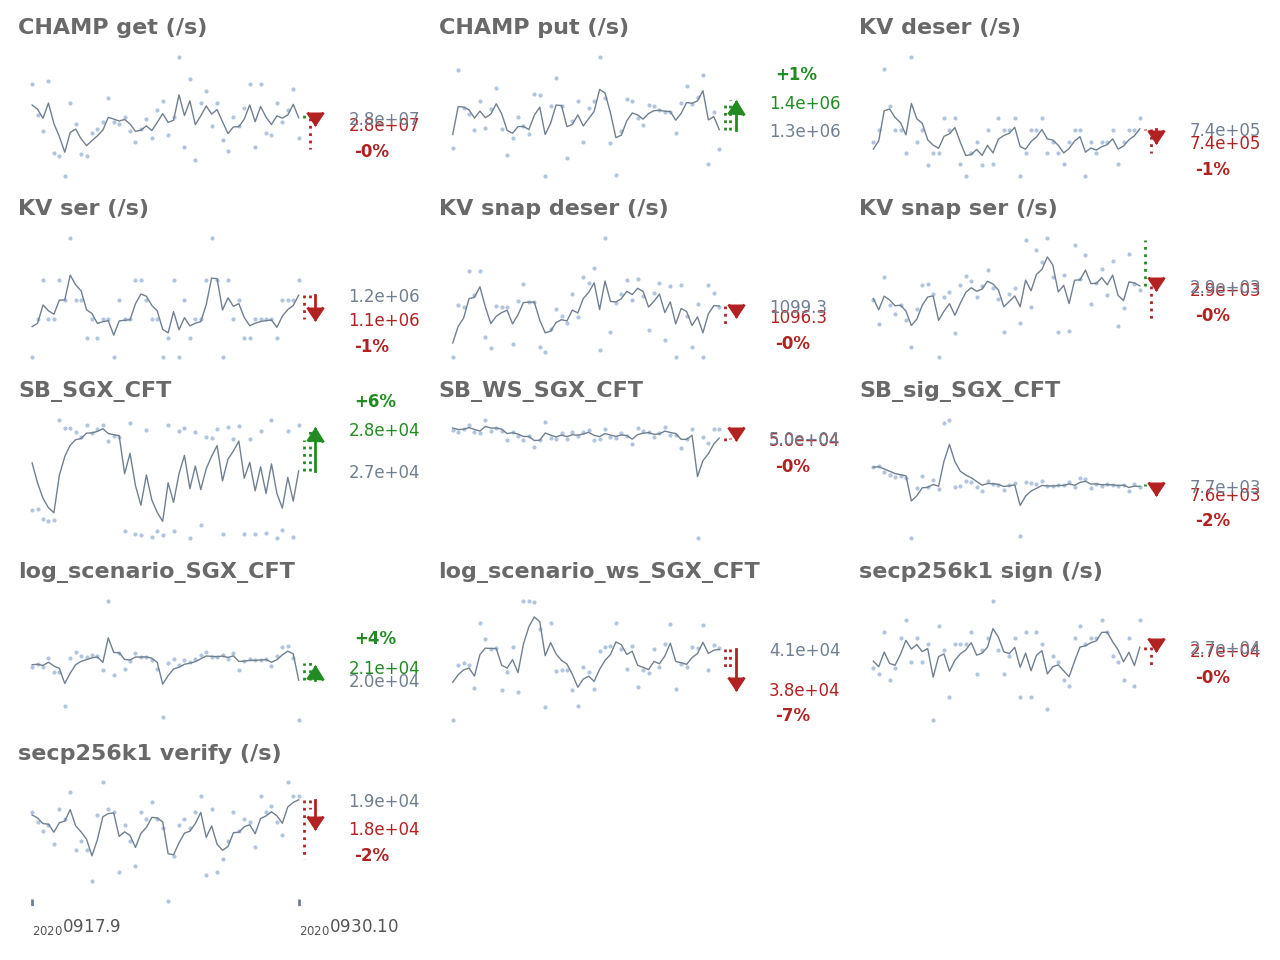 CHAMP get (/s)
2.8e+07
2.8e+07
-0%
CHAMP put (/s)
+1%
1.4e+06
1.3e+06
KV deser (/s)
7.4e+05
7.4e+05
-1%
KV ser (/s)
1.2e+06
1.1e+06
-1%
KV snap deser (/s)
1099.3
1096.3
-0%
KV snap ser (/s)
2.9e+03
2.9e+03
-0%
SB_SGX_CFT
+6%
2.8e+04
2.7e+04
SB_WS_SGX_CFT
5.0e+04
5.0e+04
-0%
SB_sig_SGX_CFT
7.7e+03
7.6e+03
-2%
log_scenario_SGX_CFT
+4%
2.1e+04
2.0e+04
log_scenario_ws_SGX_CFT
4.1e+04
3.8e+04
-7%
secp256k1 sign (/s)
2.7e+04
2.7e+04
-0%
secp256k1 verify (/s)
1.9e+04
1.8e+04
-2%
20200917.9
20200930.10